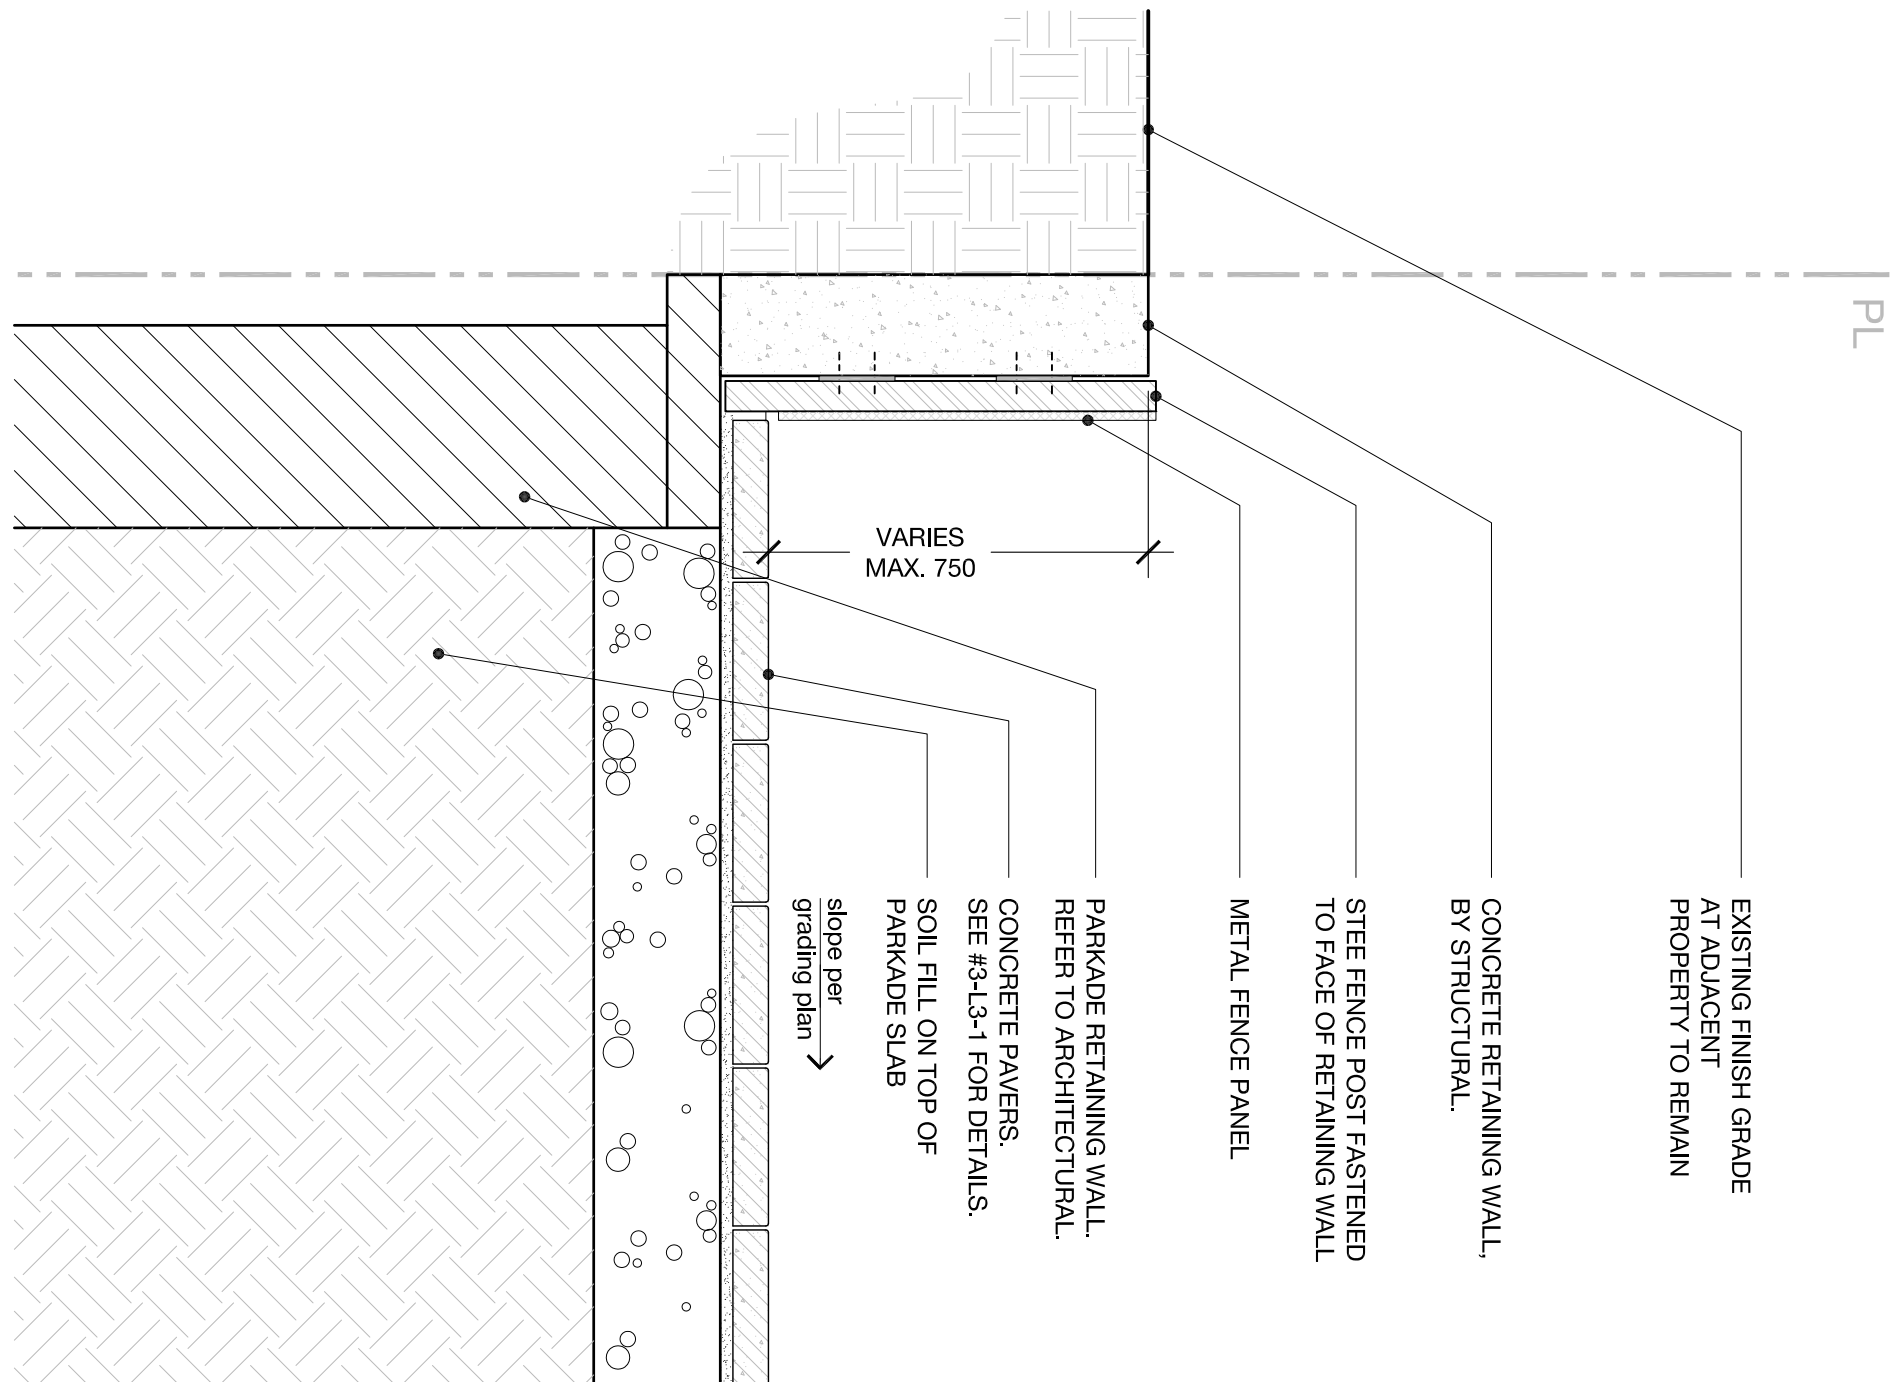 PL
EXISTING FINISH GRADE
AT ADJACENT
PROPERTY TO REMAIN
CONCRETE RETAINING WALL,
BY STRUCTURAL.
STEE FENCE POST FASTENED
TO FACE OF RETAINING WALL
METAL FENCE PANEL
VARIES
MAX. 750
PARKADE RETAINING WALL.
REFER TO ARCHITECTURAL.
CONCRETE PAVERS.
SEE #3-L3-1 FOR DETAILS.
SOIL FILL ON TOP OF
PARKADE SLAB
slope per
grading plan